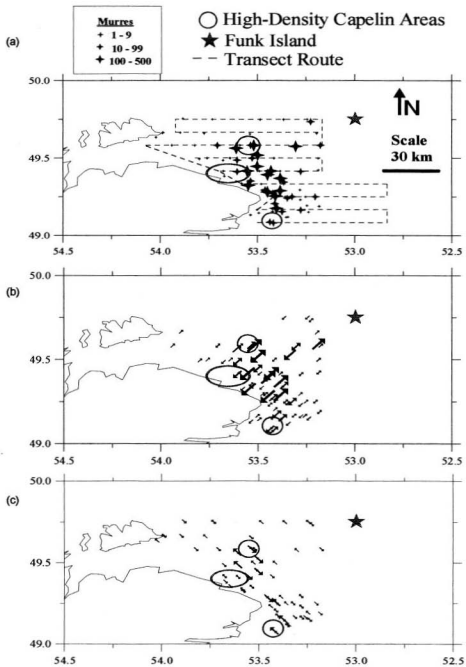 Murres
1 - 9
10 - 99
100 - 500
High-Density Capelin Areas
Funk Island
Transect Route
(a)
50.0
49.5
49.0
N
Scale
30 km
54.5 54.0 53.5 53.0 52.5
(b)
50.0
49.5
49.0
54.5 54.0 53.5 53.0 52.5
(c)
50.0
49.5
49.0
54.5 54.0 53.5 53.0 52.5